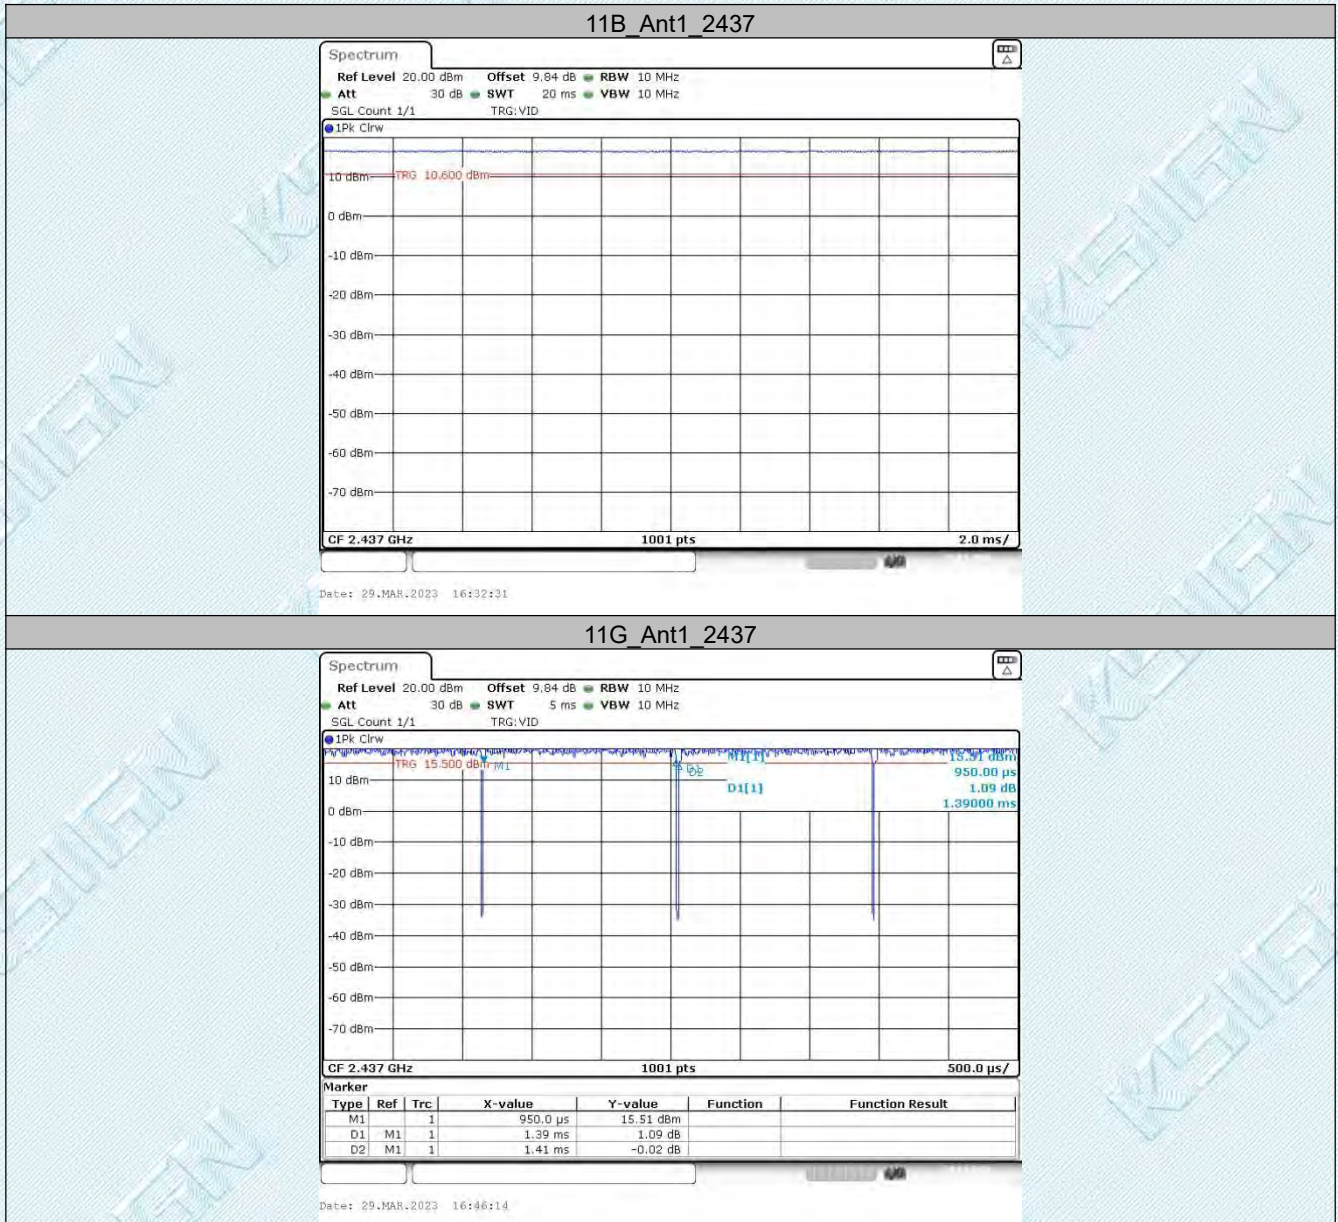 11B_Ant1_2437
Spectrum
Ref Level 20.00 dBm Offset 9.84 dB RBW 10 MHz
Att 30 dB SWT 20 ms VBW 10 MHz
SGL Count 1/1 TRG:VID
1Pk Clrw
10 dBm
TRG 10.600 dBm
0 dBm
-10 dBm
-20 dBm
-30 dBm
-40 dBm
-50 dBm
-60 dBm
-70 dBm
CF 2.437 GHz 1001 pts 2.0 ms/
Date: 29.MAR.2023 16:32:31
11G_Ant1_2437
Spectrum
Ref Level 20.00 dBm Offset 9.84 dB RBW 10 MHz
Att 30 dB SWT 5 ms VBW 10 MHz
SGL Count 1/1 TRG:VID
1Pk Clrw
M1[1] 15.51 dBm
TRG 15.500 dBm M1 D2
950.00 µs
10 dBm
D1[1] 1.09 dB
1.39000 ms
0 dBm
-10 dBm
-20 dBm
-30 dBm
-40 dBm
-50 dBm
-60 dBm
-70 dBm
CF 2.437 GHz 1001 pts 500.0 µs/
Marker
Type Ref Trc X-value Y-value Function Function Result
M1 1 950.0 µs 15.51 dBm
D1 M1 1 1.39 ms 1.09 dB
D2 M1 1 1.41 ms -0.02 dB
Date: 29.MAR.2023 16:46:14